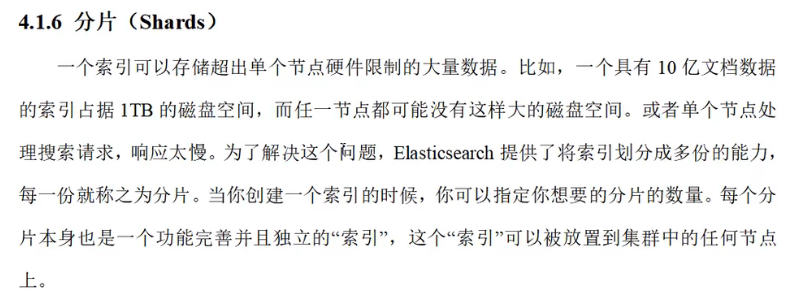 4.1.6 分片（Shards）
一个索引可以存储超出单个节点硬件限制的大量数据。比如，一个具有 10 亿文档数据
的索引占据 1TB 的磁盘空间，而任一节点都可能没有这样大的磁盘空间。或者单个节点处
理搜索请求，响应太慢。为了解决这个问题，Elasticsearch 提供了将索引划分成多份的能力，
每一份就称之为分片。当你创建一个索引的时候，你可以指定你想要的分片的数量。每个分
片本身也是一个功能完善并且独立的“索引”，这个“索引”可以被放置到集群中的任何节点
上。